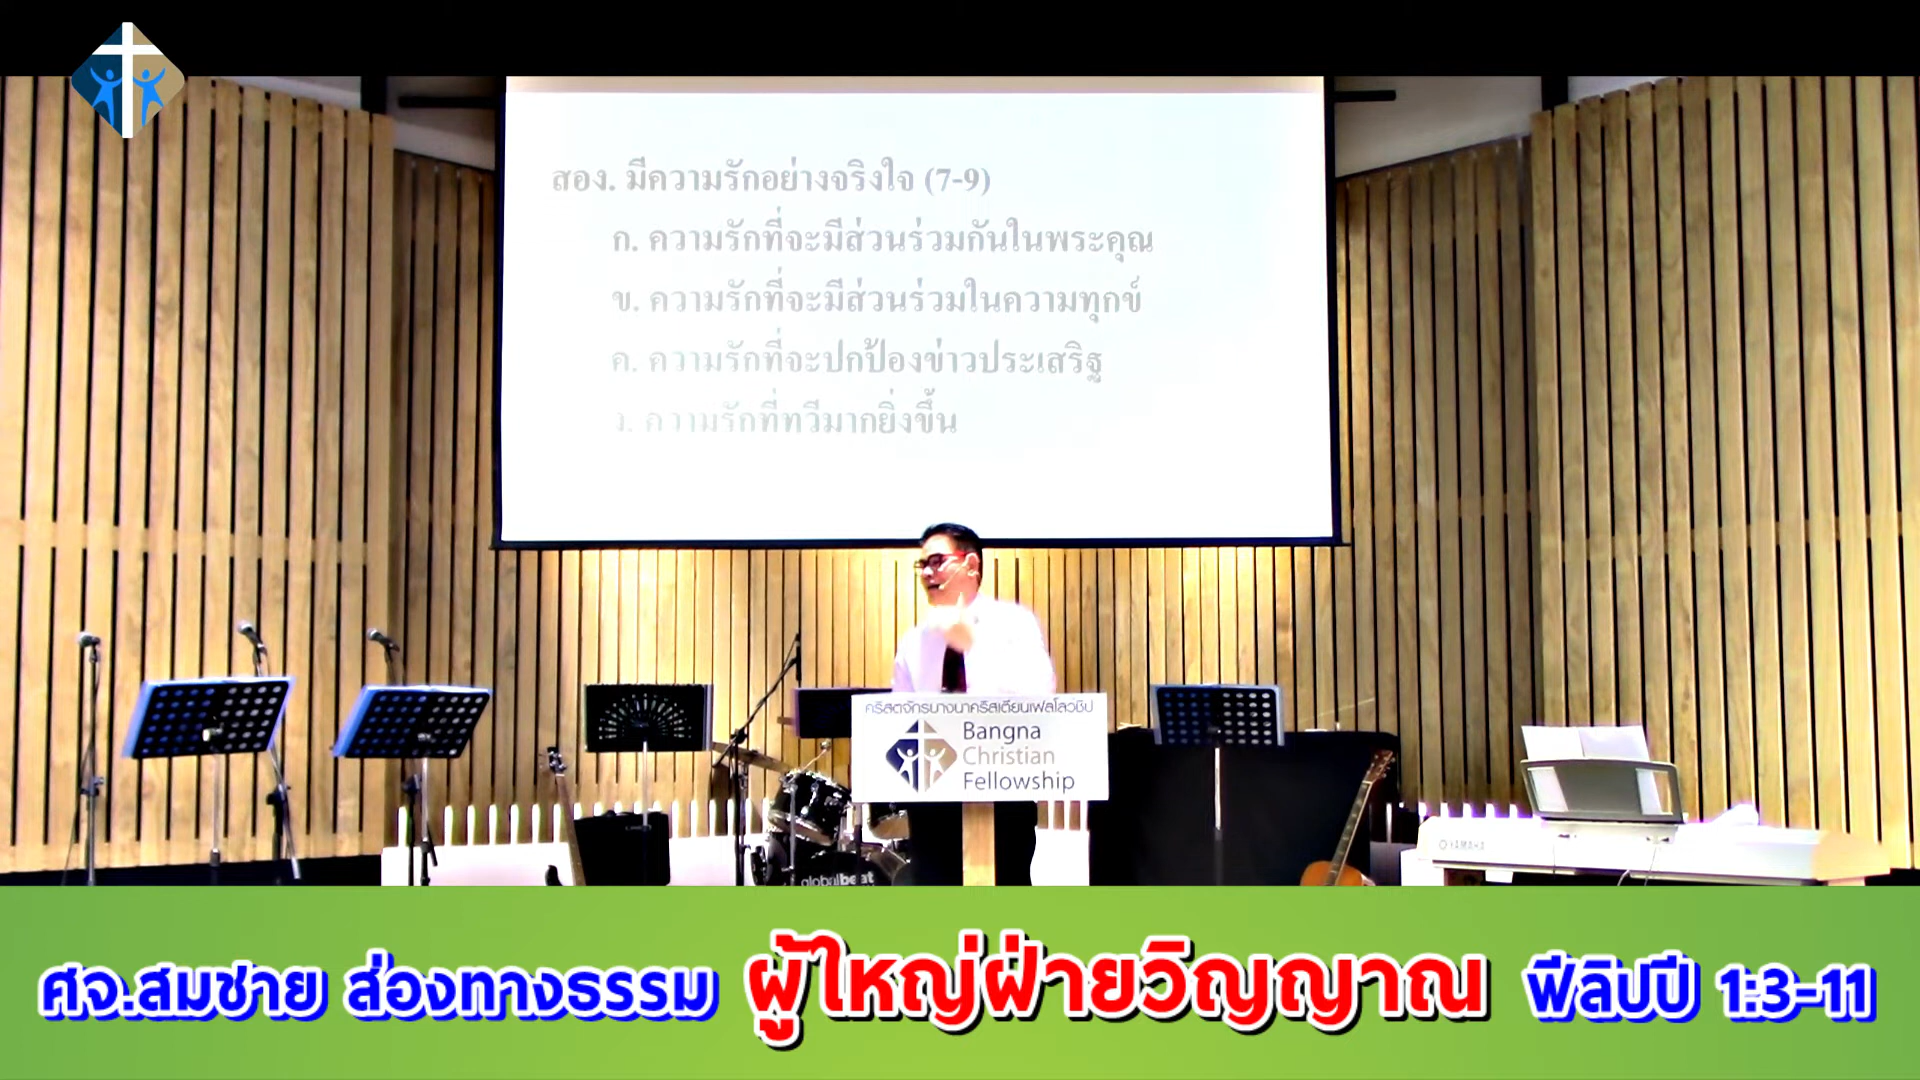 สอง. มีความรักอย่างจริงใจ (7-9)
ก. ความรักที่จะมีส่วนร่วมกันในพระคุณ
ข. ความรักที่จะมีส่วนร่วมในความทุกข์
ค. ความรักที่จะปกป้องข่าวประเสริฐ
ง. ความรักที่ทวีมากยิ่งขึ้น
คริสตจักรบางนาคริสเตียนเฟลโลว์ชิป
Bangna
Christian
Fellowship
YAMAHA
globalbeat
ศจ.สมชาย ส่องทางธรรม ผู้ใหญ่ฝ่ายวิญญาณ ฟีลิปปี 1:3-11